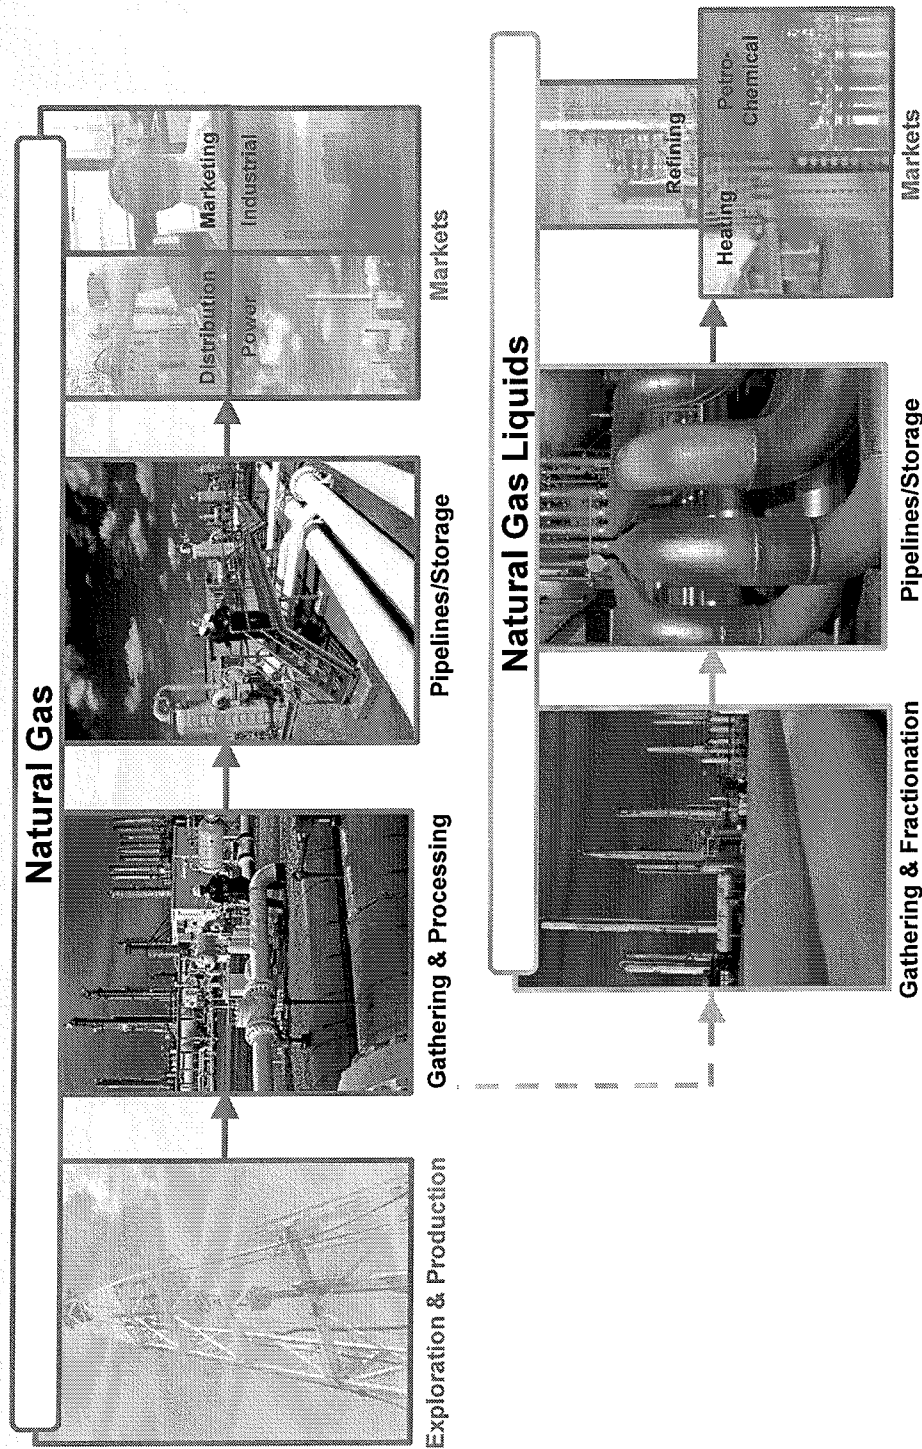 Natural Gas
Distribution
Marketing
Power
Industrial
Exploration & Production
Gathering & Processing
Pipelines/Storage
Markets
Natural Gas Liquids
Refining
Heating
Petro-
Chemical
Gathering & Fractionation
Pipelines/Storage
Markets